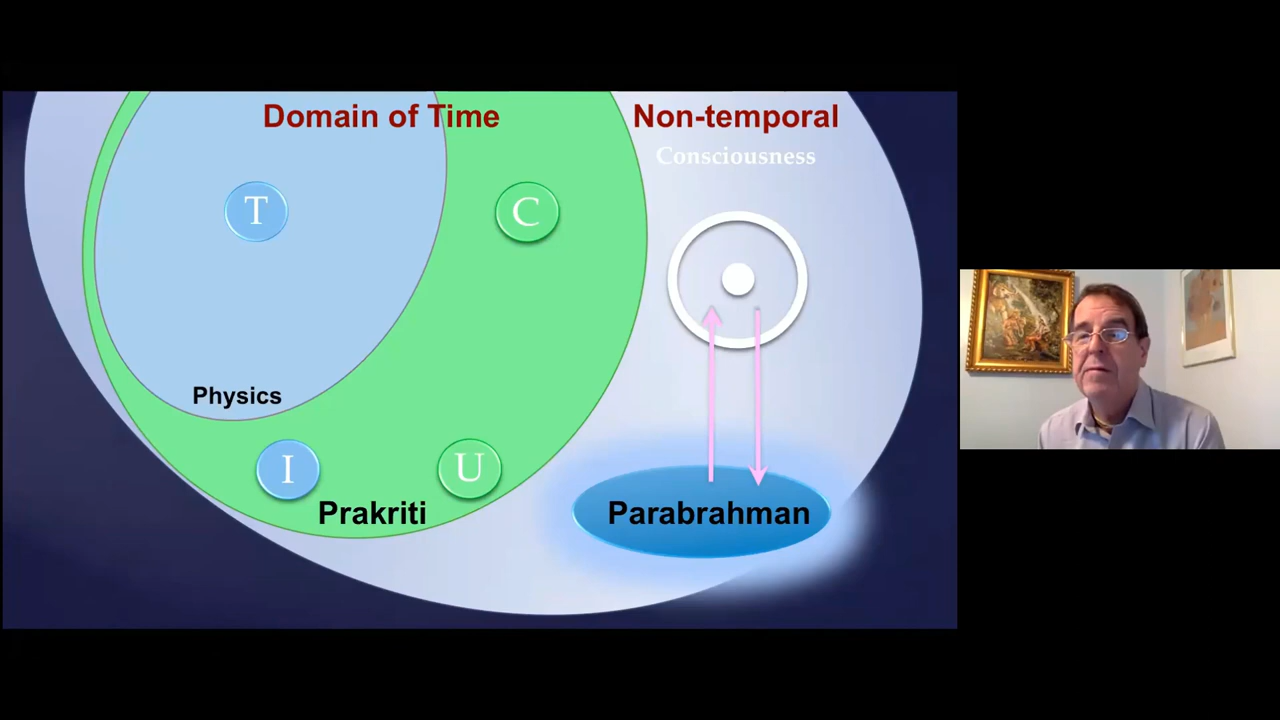 Domain of Time
Non-temporal
Consciousness
T
C
Physics
I
U
Prakriti
Parabrahman